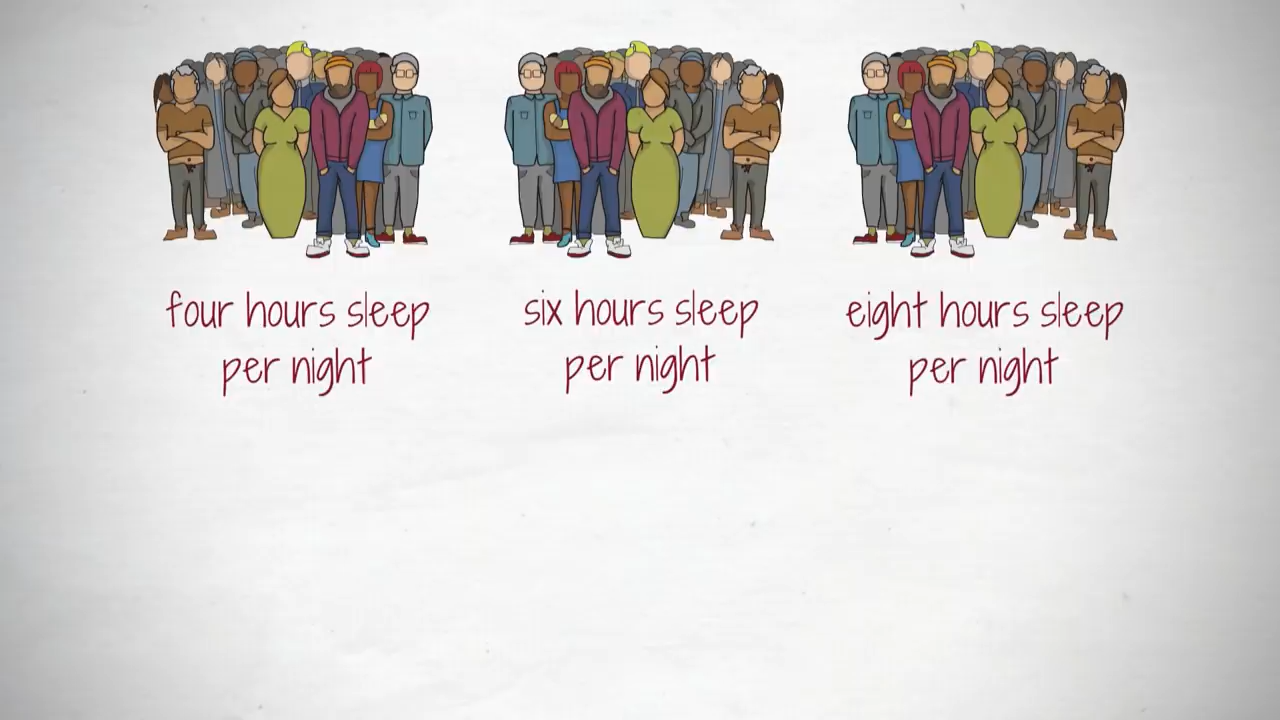 four hours sleep
per night
six hours sleep
per night
eight hours sleep
per night